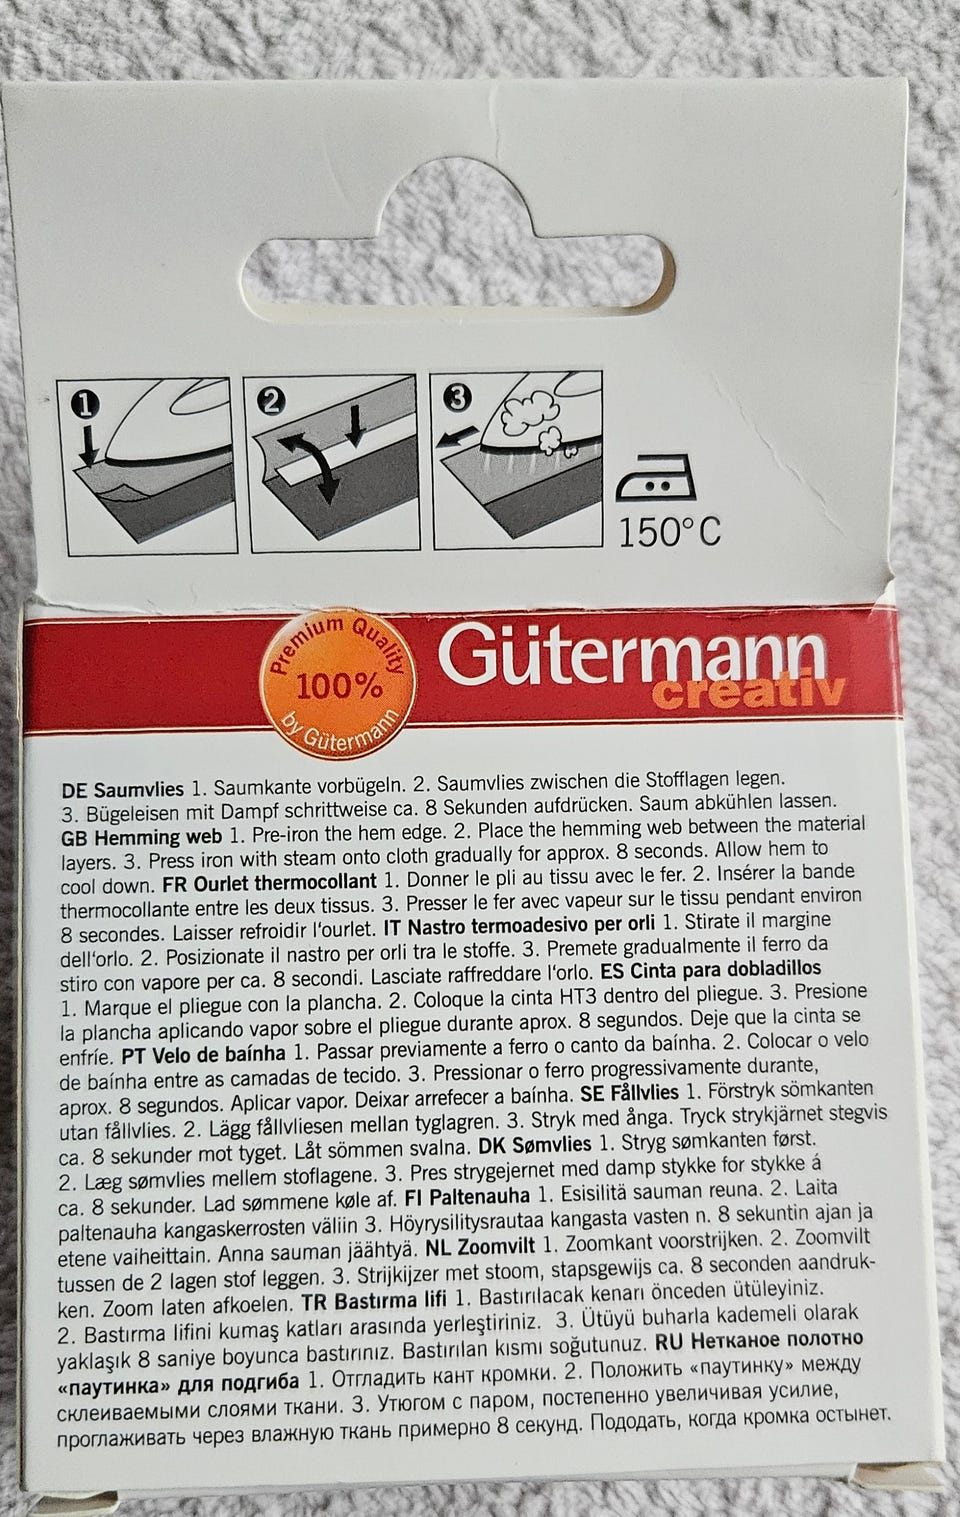 1
2
3
150°C
Premium Quality
100%
by Gütermann
Gütermann
creativ
DE Saumvlies 1. Saumkante vorbügeln. 2. Saumvlies zwischen die Stofflagen legen.
3. Bügeleisen mit Dampf schrittweise ca. 8 Sekunden aufdrücken. Saum abkühlen lassen.
GB Hemming web 1. Pre-iron the hem edge. 2. Place the hemming web between the material
layers. 3. Press iron with steam onto cloth gradually for approx. 8 seconds. Allow hem to
cool down. FR Ourlet thermocollant 1. Donner le pli au tissu avec le fer. 2. Insérer la bande
thermocollante entre les deux tissus. 3. Presser le fer avec vapeur sur le tissu pendant environ
8 secondes. Laisser refroidir l'ourlet. IT Nastro termoadesivo per orli 1. Stirate il margine
dell'orlo. 2. Posizionate il nastro per orli tra le stoffe. 3. Premete gradualmente il ferro da
stiro con vapore per ca. 8 secondi. Lasciate raffreddare l'orlo. ES Cinta para dobladillos
1. Marque el pliegue con la plancha. 2. Coloque la cinta HT3 dentro del pliegue. 3. Presione
la plancha aplicando vapor sobre el pliegue durante aprox. 8 segundos. Deje que la cinta se
enfríe. PT Velo de baínha 1. Passar previamente a ferro o canto da baínha. 2. Colocar o velo
de baínha entre as camadas de tecido. 3. Pressionar o ferro progressivamente durante,
aprox. 8 segundos. Aplicar vapor. Deixar arrefecer a baínha. SE Fållvlies 1. Förstryk sömkanten
utan fållvlies. 2. Lägg fållvliesen mellan tyglagren. 3. Stryk med ånga. Tryck strykjärnet stegvis
ca. 8 sekunder mot tyget. Låt sömmen svalna. DK Sømvlies 1. Stryg sømkanten først.
2. Læg sømvlies mellem stoflagene. 3. Pres strygejernet med damp stykke for stykke á
ca. 8 sekunder. Lad sømmene køle af. FI Paltenauha 1. Esisilitä sauman reuna. 2. Laita
paltenauha kangaskerrosten väliin 3. Höyrysilitysrautaa kangasta vasten n. 8 sekuntin ajan ja
etene vaiheittain. Anna sauman jäähtyä. NL Zoomvilt 1. Zoomkant voorstrijken. 2. Zoomvilt
tussen de 2 lagen stof leggen. 3. Strijkijzer met stoom, stapsgewijs ca. 8 seconden aandruk-
ken. Zoom laten afkoelen. TR Bastırma lifi 1. Bastırılacak kenarı önceden ütüleyiniz.
2. Bastırma lifini kumaş katları arasında yerleştiriniz. 3. Ütüyü buharla kademeli olarak
yaklaşık 8 saniye boyunca bastırınız. Bastırılan kısmı soğutunuz. RU Нетканое полотно
«паутинка» для подгиба 1. Отгладить кант кромки. 2. Положить «паутинку» между
склеиваемыми слоями ткани. 3. Утюгом с паром, постепенно увеличивая усилие,
проглаживать через влажную ткань примерно 8 секунд. Пододать, когда кромка остынет.